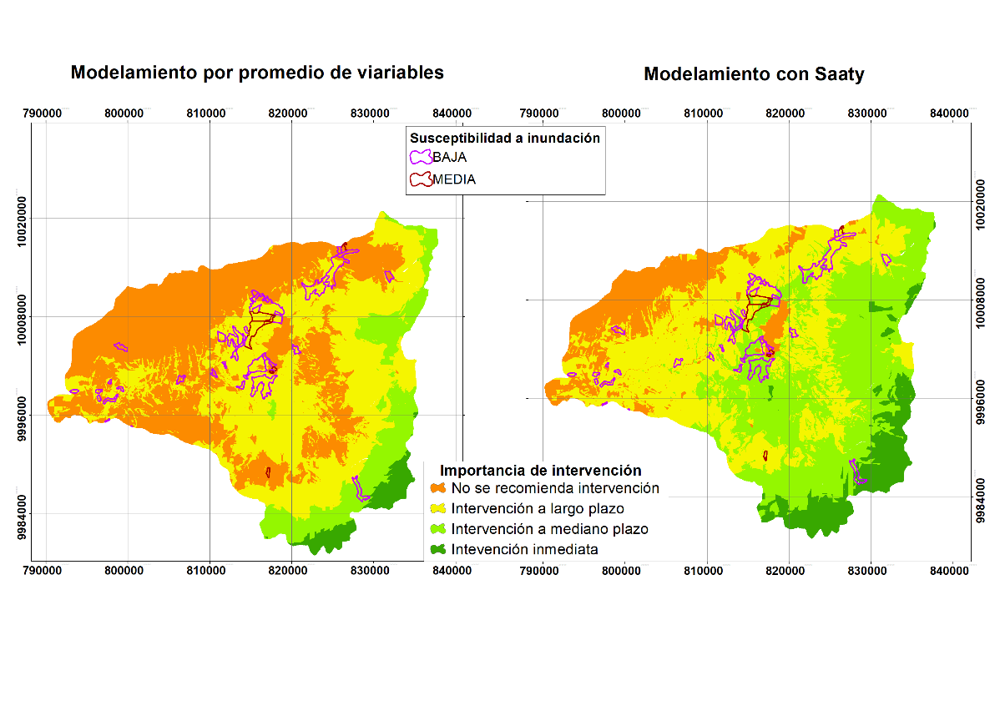 Modelamiento por promedio de viariables
Modelamiento con Saaty
790000 800000 810000 820000 830000 840000
790000 800000 810000 820000 830000 840000
Susceptibilidad a inundación
BAJA
MEDIA
10020000
10008000
9996000
9984000
10020000
10008000
9996000
9984000
Importancia de intervención
No se recomienda intervención
Intervención a largo plazo
Intervención a mediano plazo
Intevención inmediata
790000 800000 810000 820000 830000 840000
790000 800000 810000 820000 830000 840000